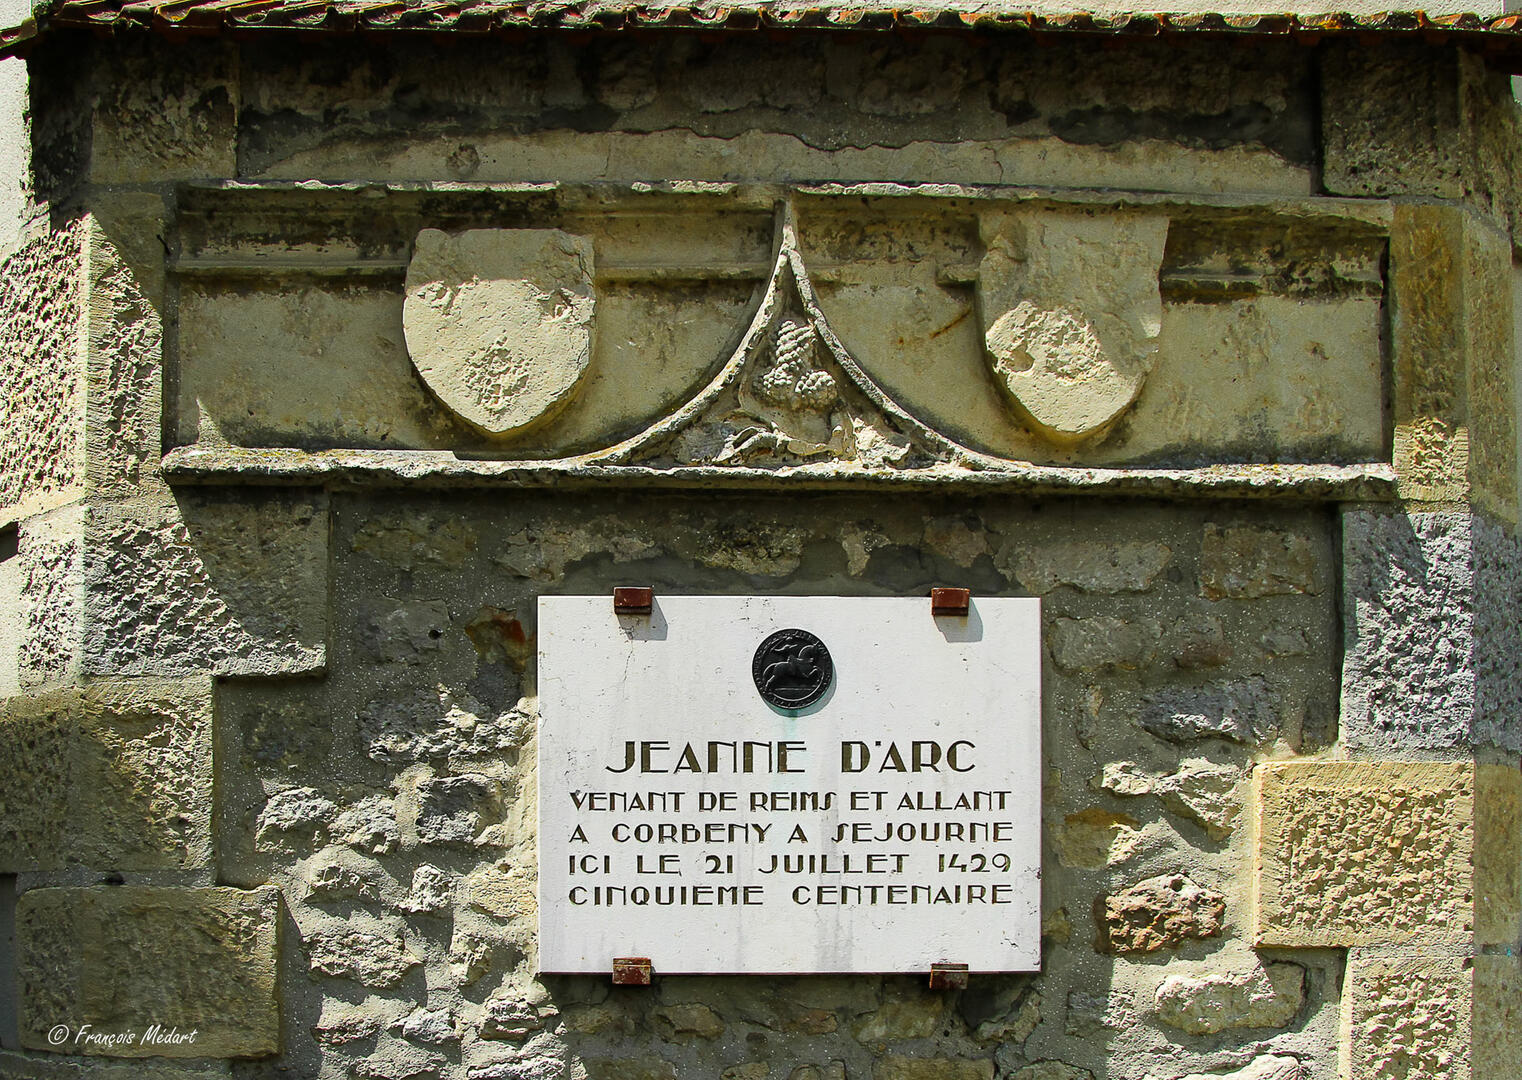 JEANNE D'ARC
VENANT DE REIMS ET ALLANT
A CORBENY A SEJOURNE
ICI LE 21 JUILLET 1429
CINQUIEME CENTENAIRE
© François Médart